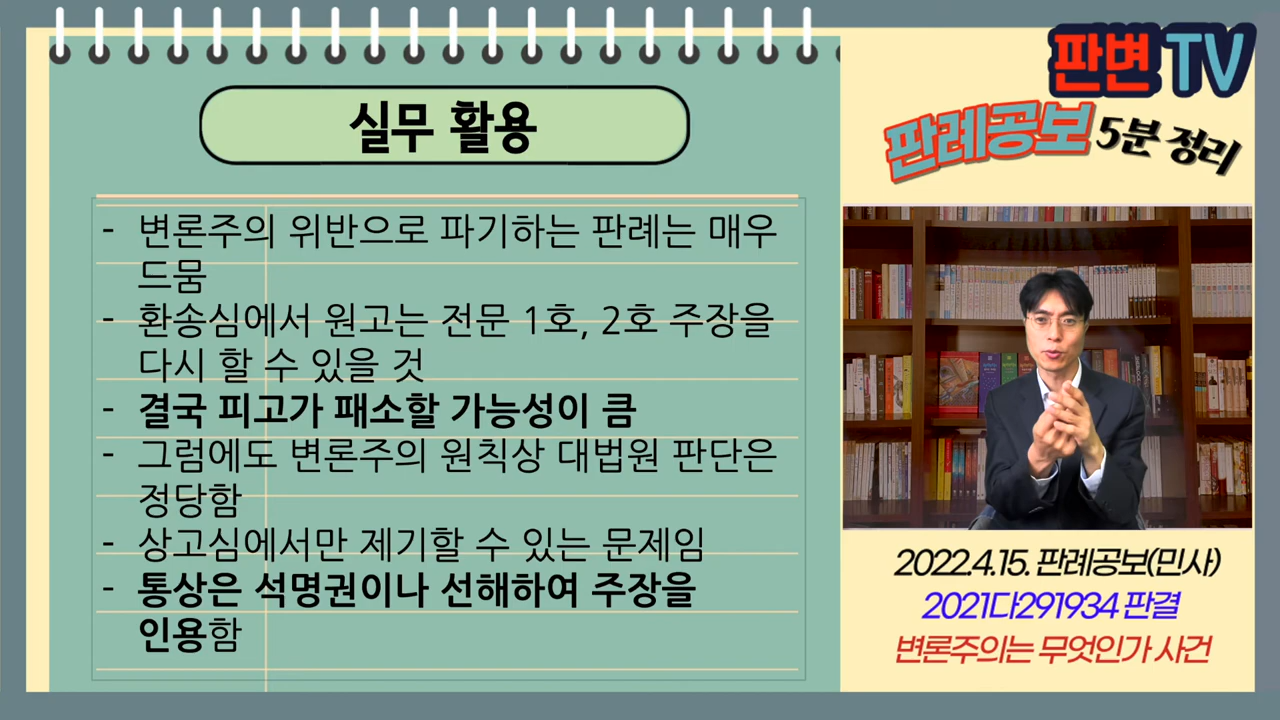 실무 활용
- 변론주의 위반으로 파기하는 판례는 매우
드뭄
- 환송심에서 원고는 전문 1호, 2호 주장을
다시 할 수 있을 것
- 결국 피고가 패소할 가능성이 큼
- 그럼에도 변론주의 원칙상 대법원 판단은
정당함
- 상고심에서만 제기할 수 있는 문제임
- 통상은 석명권이나 선해하여 주장을
인용함
판변 TV
판례공보 5분 정리
2022.4.15. 판례공보(민사)
2021다291934 판결
변론주의는 무엇인가 사건